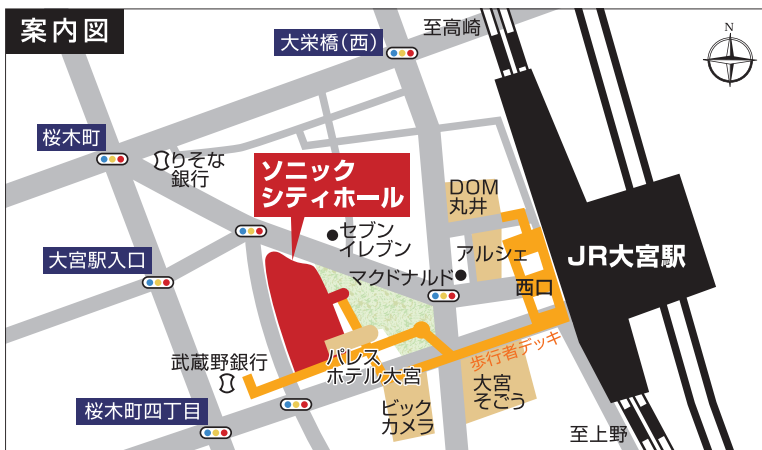 案内図
至高崎
N
大栄橋(西)
桜木町
りそな
銀行
ソニック
シティホール
DOM
丸井
セブン
イレブン
アルシェ
JR大宮駅
大宮駅入口
マクドナルド
西口
歩行者デッキ
武蔵野銀行
パレス
ホテル大宮
大宮
そごう
桜木町四丁目
ビック
カメラ
至上野